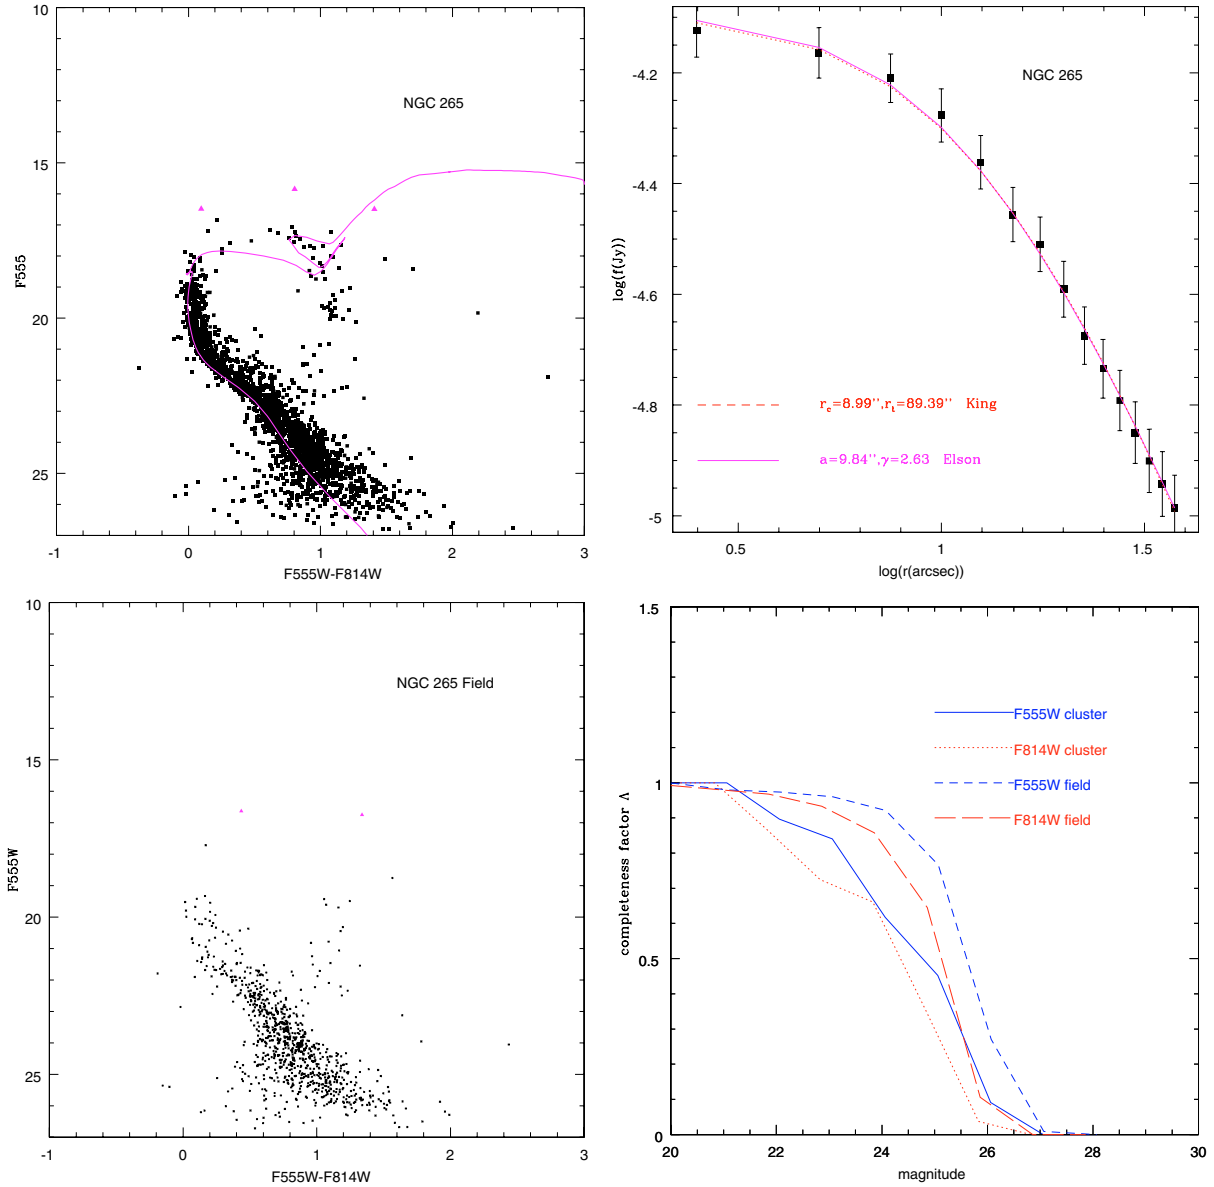 10
15
20
25
-1
0
1
2
3
F555
F555W-F814W
NGC 265
-4.2
-4.4
-4.6
-4.8
-5
0.5
1
1.5
log(f(Jy))
log(r(arcsec))
NGC 265
r_c=8.99'',r_t=89.39'' King
a=9.84'',γ=2.63 Elson
10
15
20
25
-1
0
1
2
3
F555W
F555W-F814W
NGC 265 Field
1.5
1
0.5
0
20
22
24
26
28
30
completeness factor Λ
magnitude
F555W cluster
F814W cluster
F555W field
F814W field